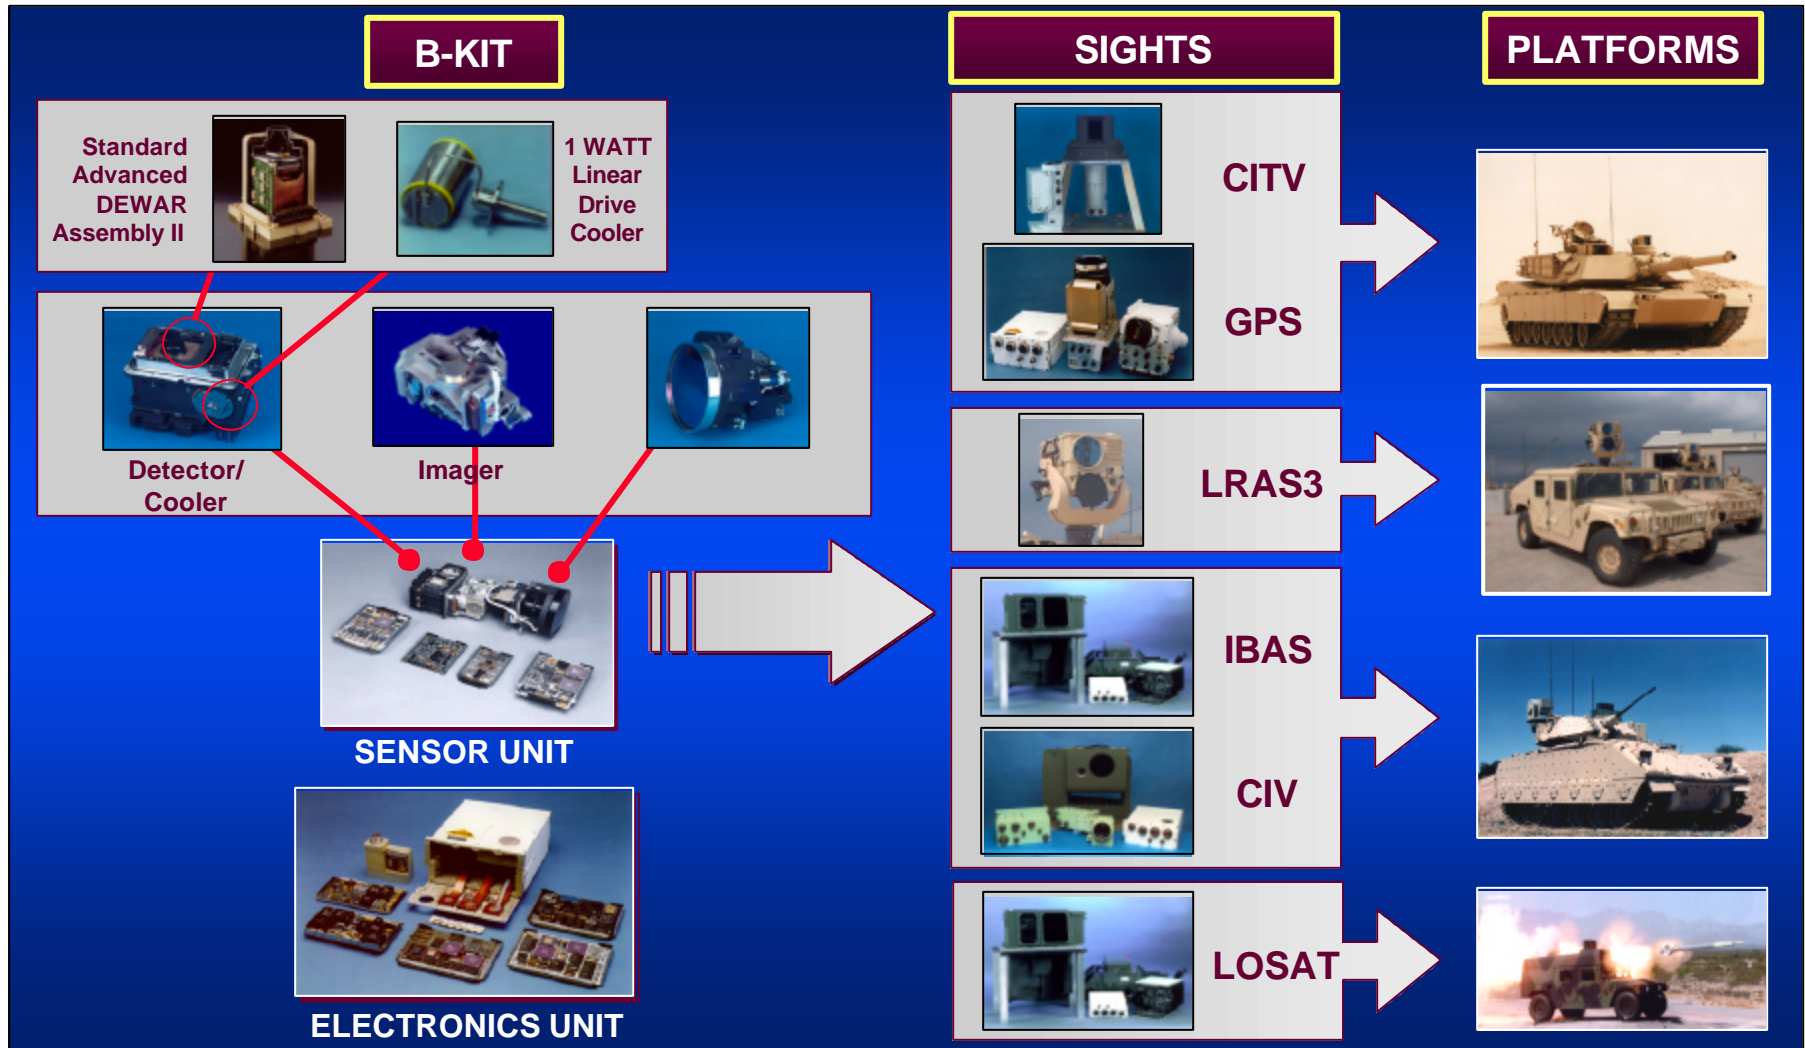 B-KIT
Standard
Advanced
DEWAR
Assembly II
1 WATT
Linear
Drive
Cooler
Detector/
Cooler
Imager
SENSOR UNIT
ELECTRONICS UNIT
SIGHTS
CITV
GPS
LRAS3
IBAS
CIV
LOSAT
PLATFORMS